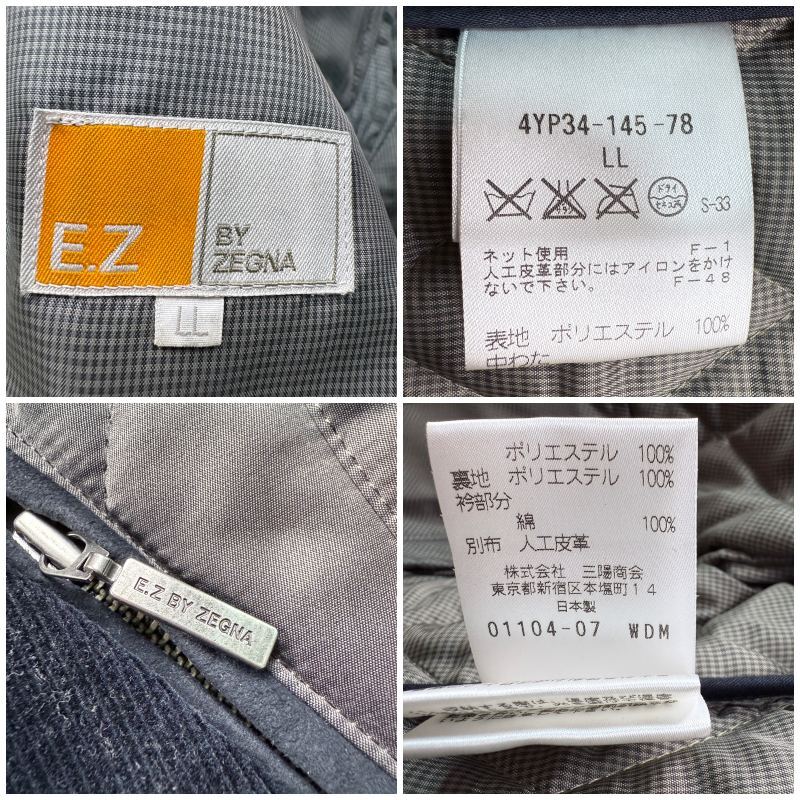 E.Z
BY
ZEGNA
LL
4YP34-145-78
LL
ドライ
セキユ系
S-33
ネット使用 F-1
人工皮革部分にはアイロンをかけ
ないで下さい。 F-48
表地 ポリエステル 100%
中わた
E.Z BY ZEGNA
ポリエステル 100%
裏地 ポリエステル 100%
衿部分
綿 100%
別布 人工皮革
株式会社 三陽商会
東京都新宿区本塩町14
日本製
01104-07 WDM